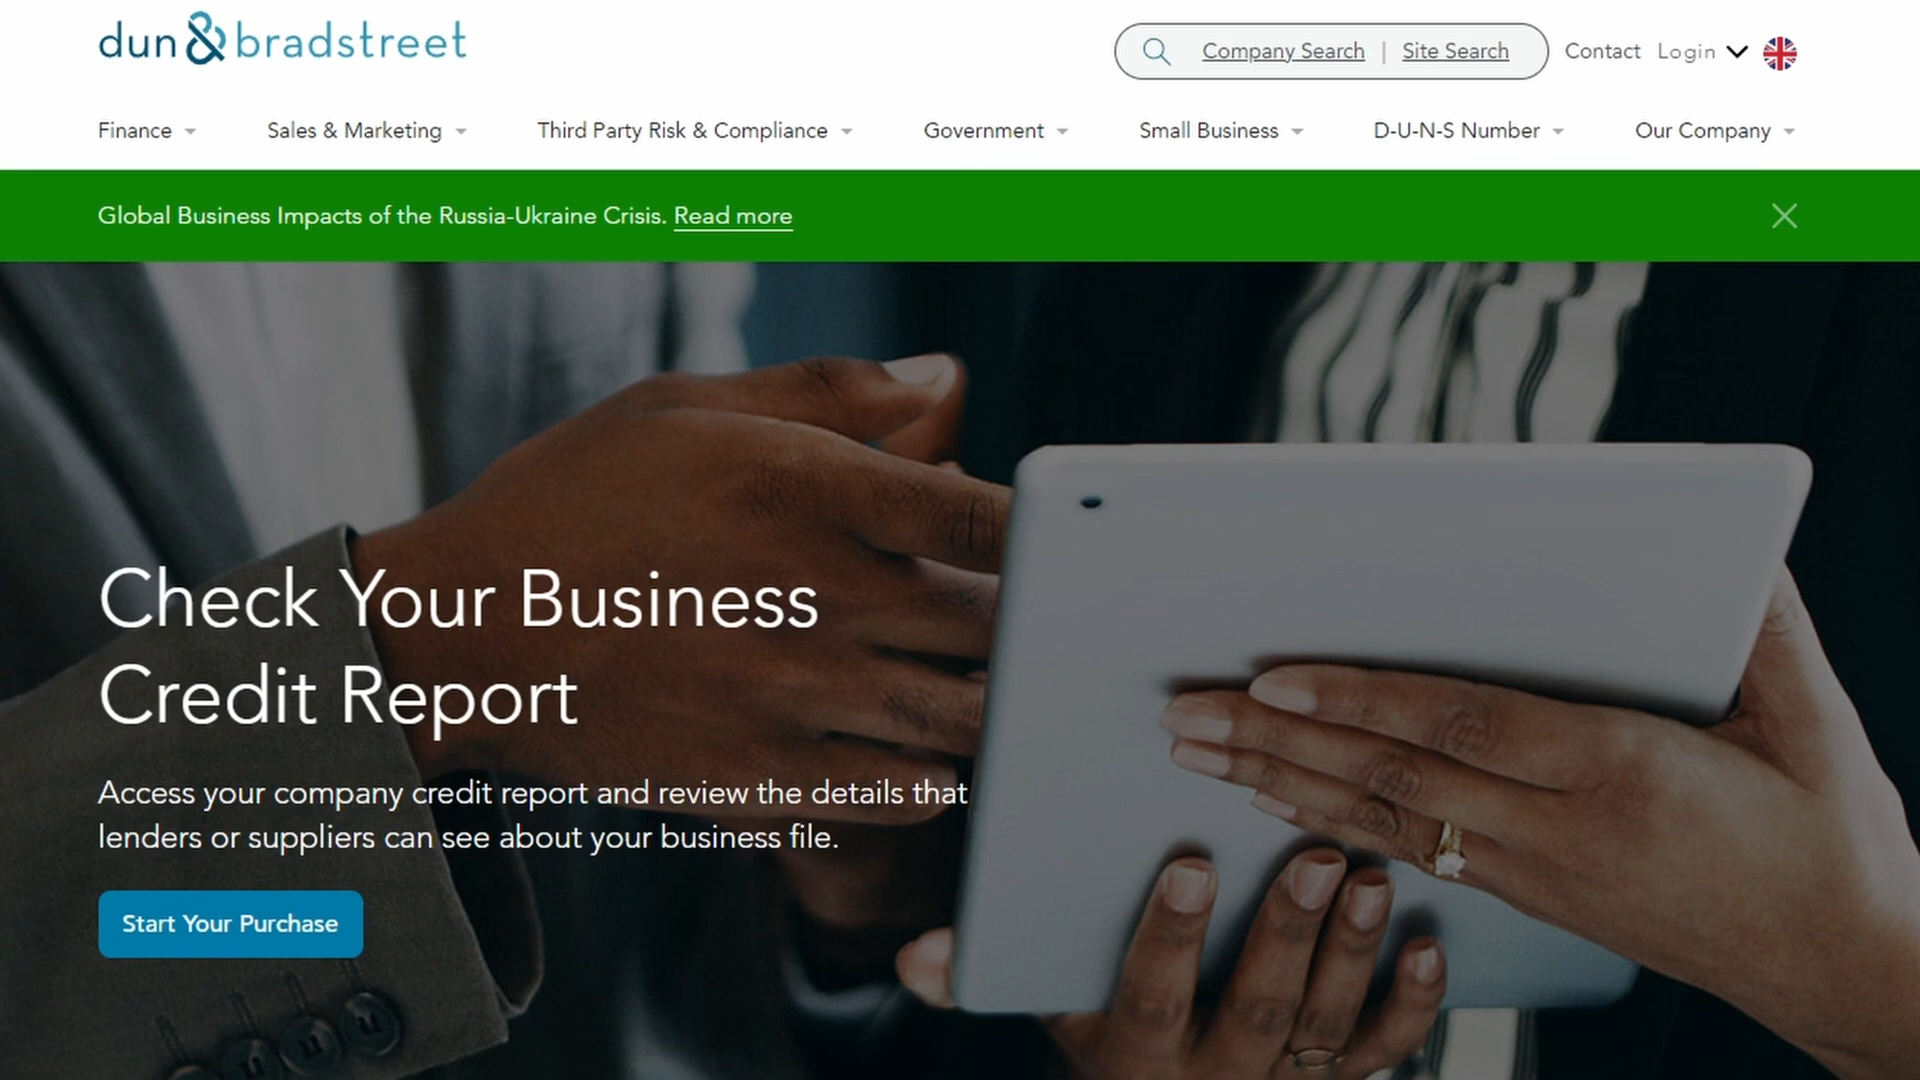 dun & bradstreet
Company Search | Site Search
Contact
Login
Finance
Sales & Marketing
Third Party Risk & Compliance
Government
Small Business
D-U-N-S Number
Our Company
Global Business Impacts of the Russia-Ukraine Crisis. Read more
Check Your Business
Credit Report
Access your company credit report and review the details that
lenders or suppliers can see about your business file.
Start Your Purchase